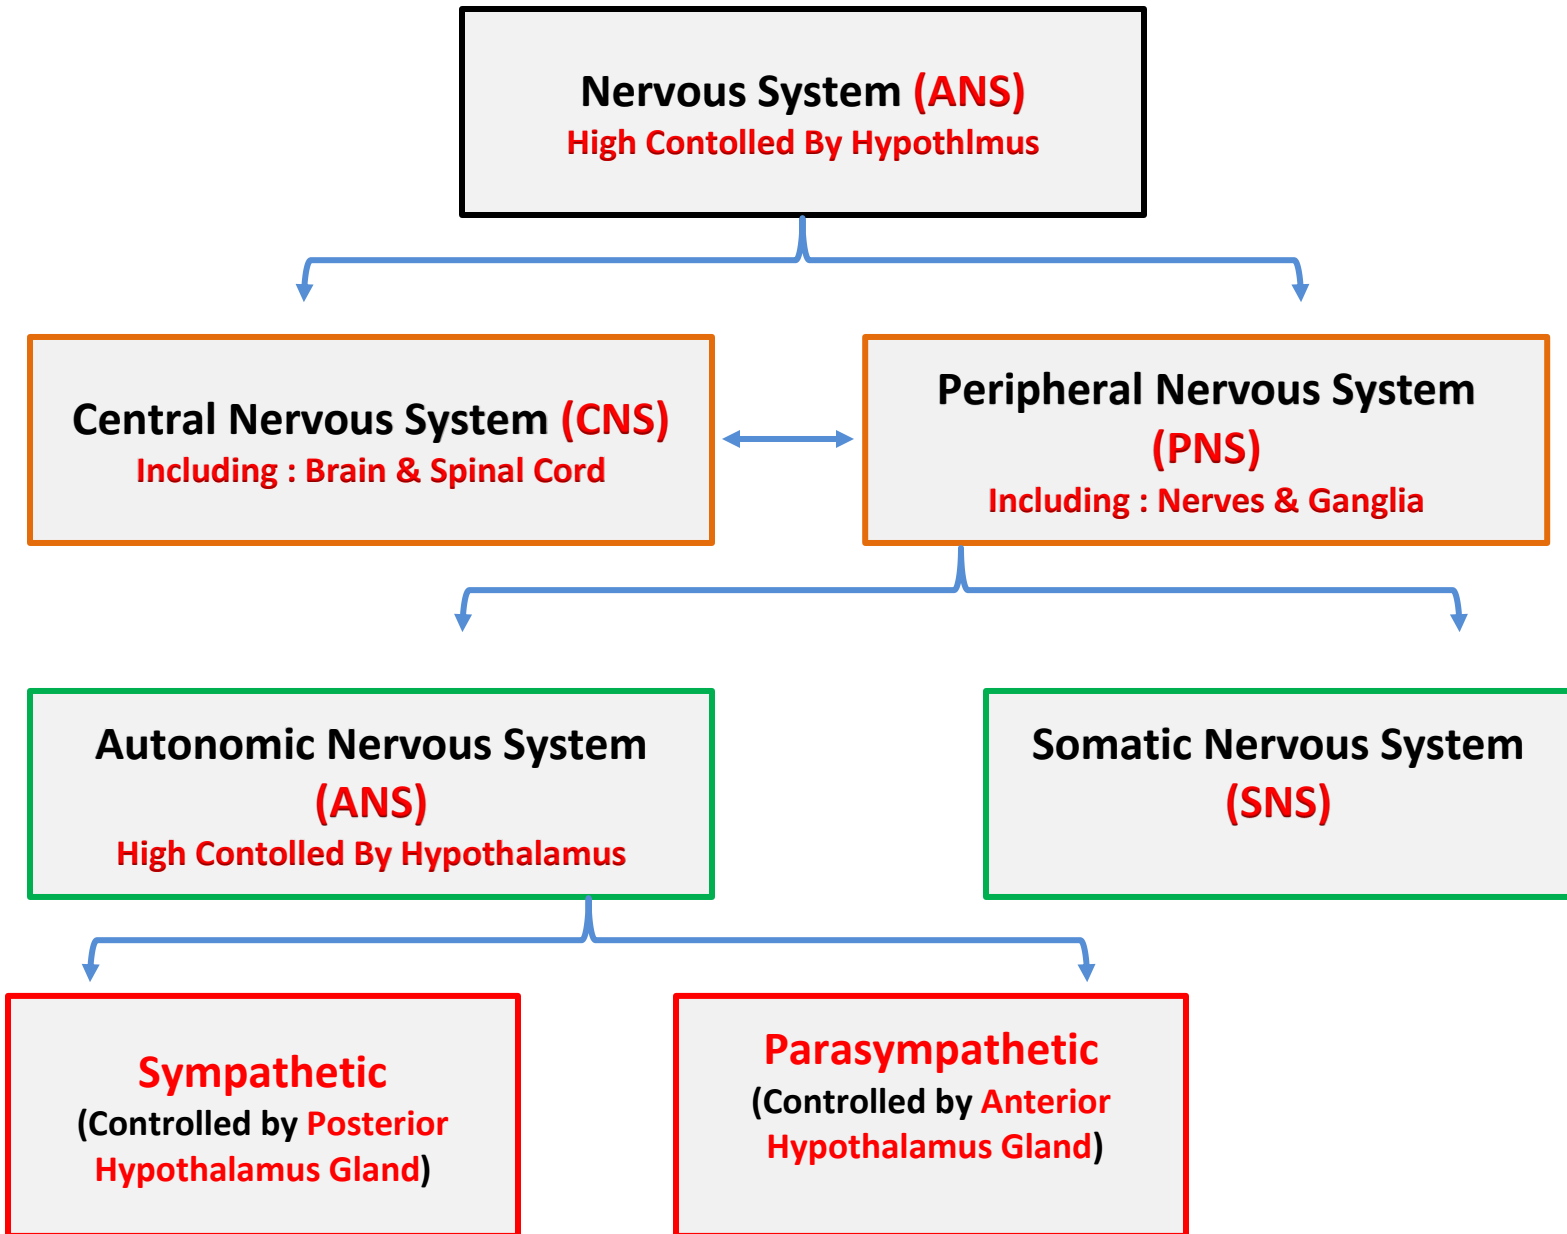 Nervous System (ANS)
High Contolled By Hypothlmus
Central Nervous System (CNS)
Including : Brain & Spinal Cord
Peripheral Nervous System
(PNS)
Including : Nerves & Ganglia
Autonomic Nervous System
(ANS)
High Contolled By Hypothalamus
Somatic Nervous System
(SNS)
Sympathetic
(Controlled by Posterior
Hypothalamus Gland)
Parasympathetic
(Controlled by Anterior
Hypothalamus Gland)